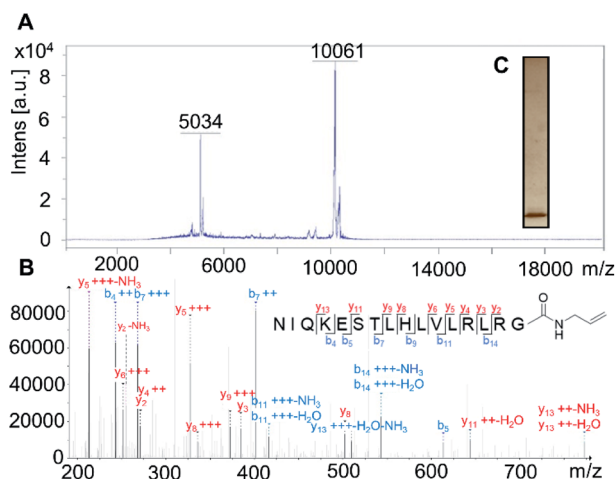 A
x10⁴
Intens [a.u.]
8
6
4
2
0
5034
10061
C
2000
6000
10000
14000
18000
m/z
B
80000
60000
40000
20000
0
y5 +++-NH3
b4 ++
b7 +++
y2 -NH3
y6 +++
y4 ++
y2
y5 +++
y8 +++
y9 +++
y3
b7 ++
b11 +++-NH3
b11 +++-H2O
y13 +++-H2O-NH3
y8
b14 +++-NH3
b14 +++-H2O
b5
y11 ++-H2O
y13 ++-NH3
y13 ++-H2O
y13 y11 y9 y8 y6 y5 y4 y3 y2
NIQKESTLHLVLRLRG
b4 b5 b7 b9 b11 b14
O
N
H
200
300
400
500
600
700
m/z